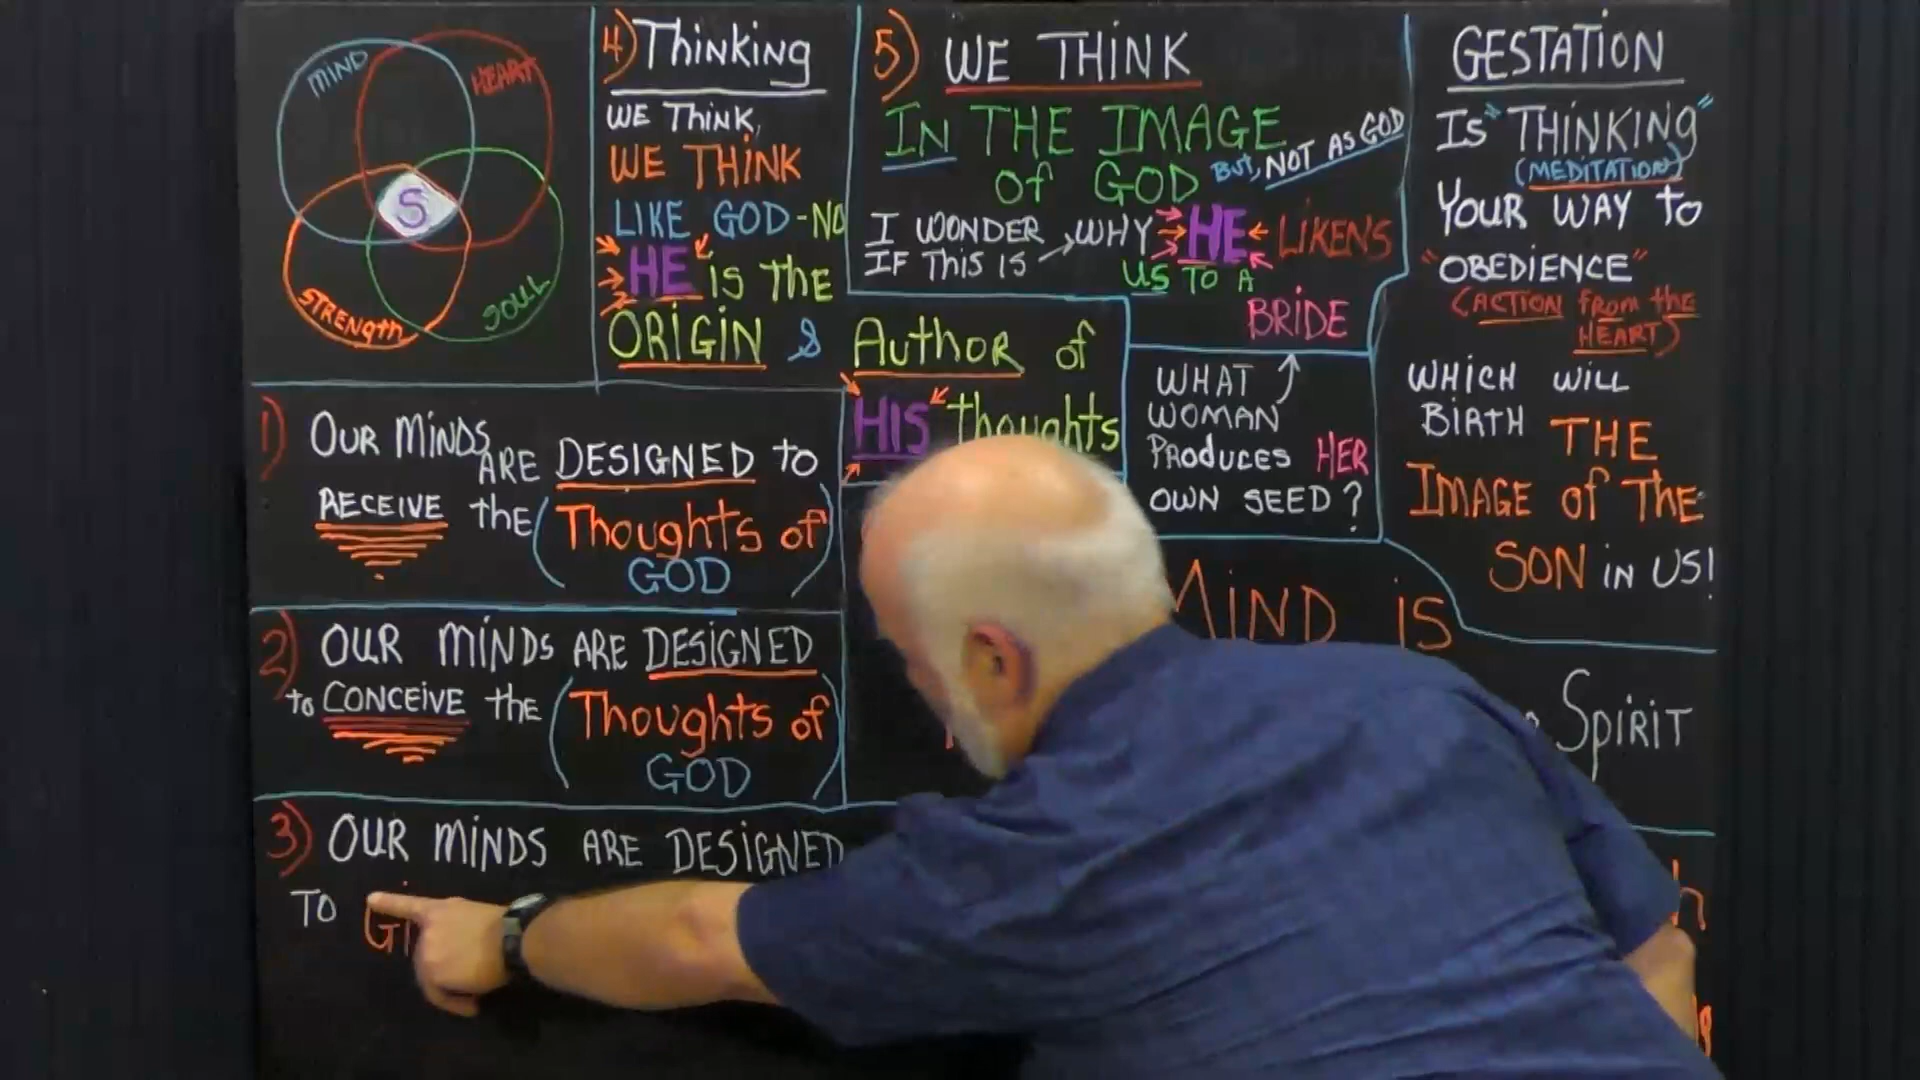 MIND
HEART
S
STRENGTH
SOUL
4) Thinking
WE THINK,
WE THINK
LIKE GOD - NO
HE IS THE
ORIGIN & AUTHOR of
HIS thoughts
5) WE THINK
IN THE IMAGE
Of GOD But, NOT AS GOD
I WONDER WHY HE LIKENS
IF THIS IS US TO A
BRIDE
WHAT
WOMAN
PRODUCES HER
OWN SEED?
GESTATION
IS "THINKING"
(MEDITATION)
YOUR WAY TO
"OBEDIENCE"
(ACTION from the
HEART)
WHICH WILL
BIRTH THE
IMAGE of THE
SON IN US!
1) OUR MINDS
ARE DESIGNED to
RECEIVE the (Thoughts of
GOD)
2) OUR MINDS ARE DESIGNED
to CONCEIVE the (Thoughts of
GOD)
3) OUR MINDS ARE DESIGNED
TO
MIND IS
SPIRIT